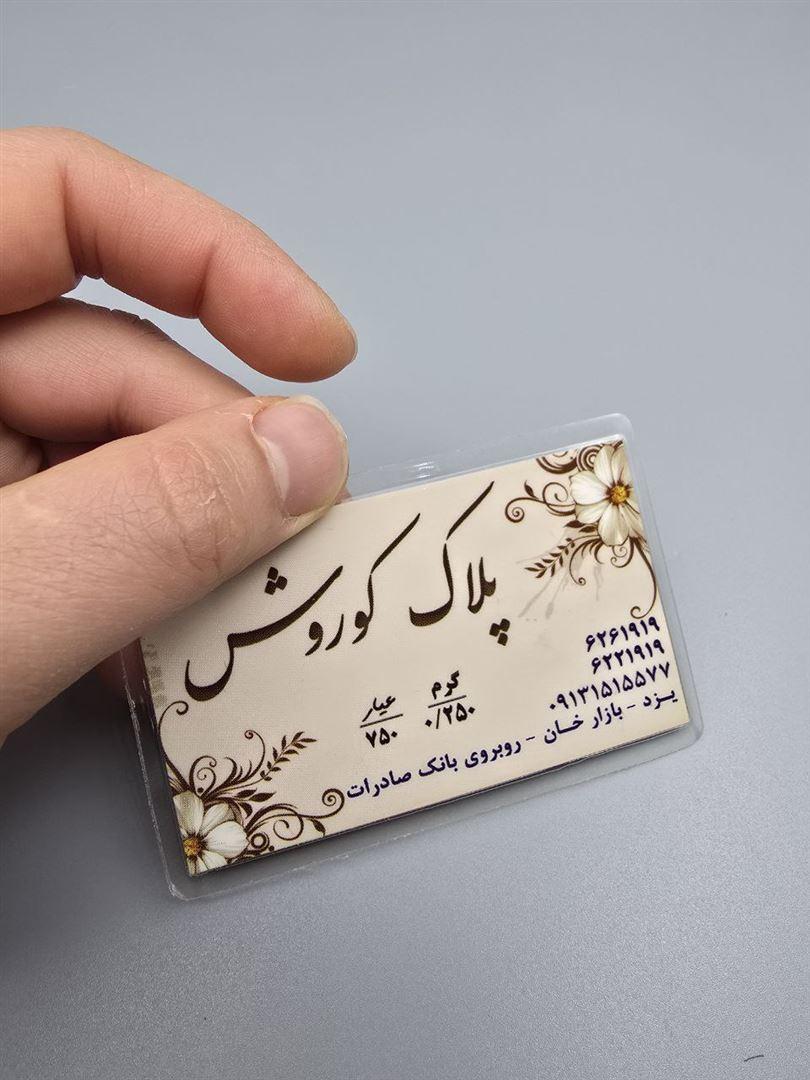 پلاک کوروش
گرم عیار
۰/۲۵۰ ۷۵۰
۶۲۶۱۹۱۹
۶۲۲۱۹۱۹
۰۹۱۳۱۵۱۵۵۷۷
یزد - بازار خان - روبروی بانک صادرات